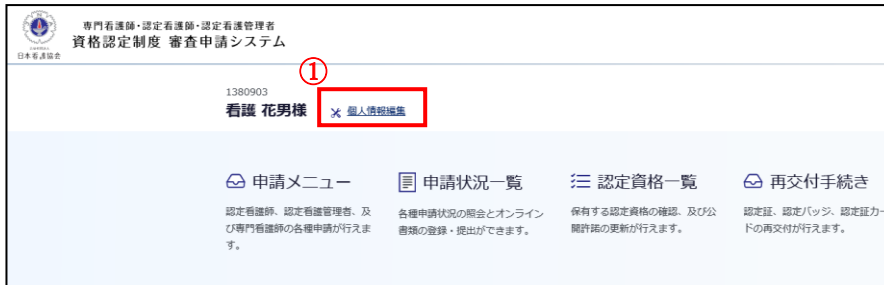 専門看護師・認定看護師・認定看護管理者
資格認定制度 審査申請システム
公益社団法人
日本看護協会
①
1380903
看護 花男様
個人情報編集
申請メニュー
認定看護師、認定看護管理者、及
び専門看護師の各種申請が行えま
す。
申請状況一覧
各種申請状況の照会とオンライン
書類の登録・提出ができます。
認定資格一覧
保有する認定資格の確認、及び公
開許諾の更新が行えます。
再交付手続き
認定証、認定バッジ、認定証カー
ドの再交付が行えます。